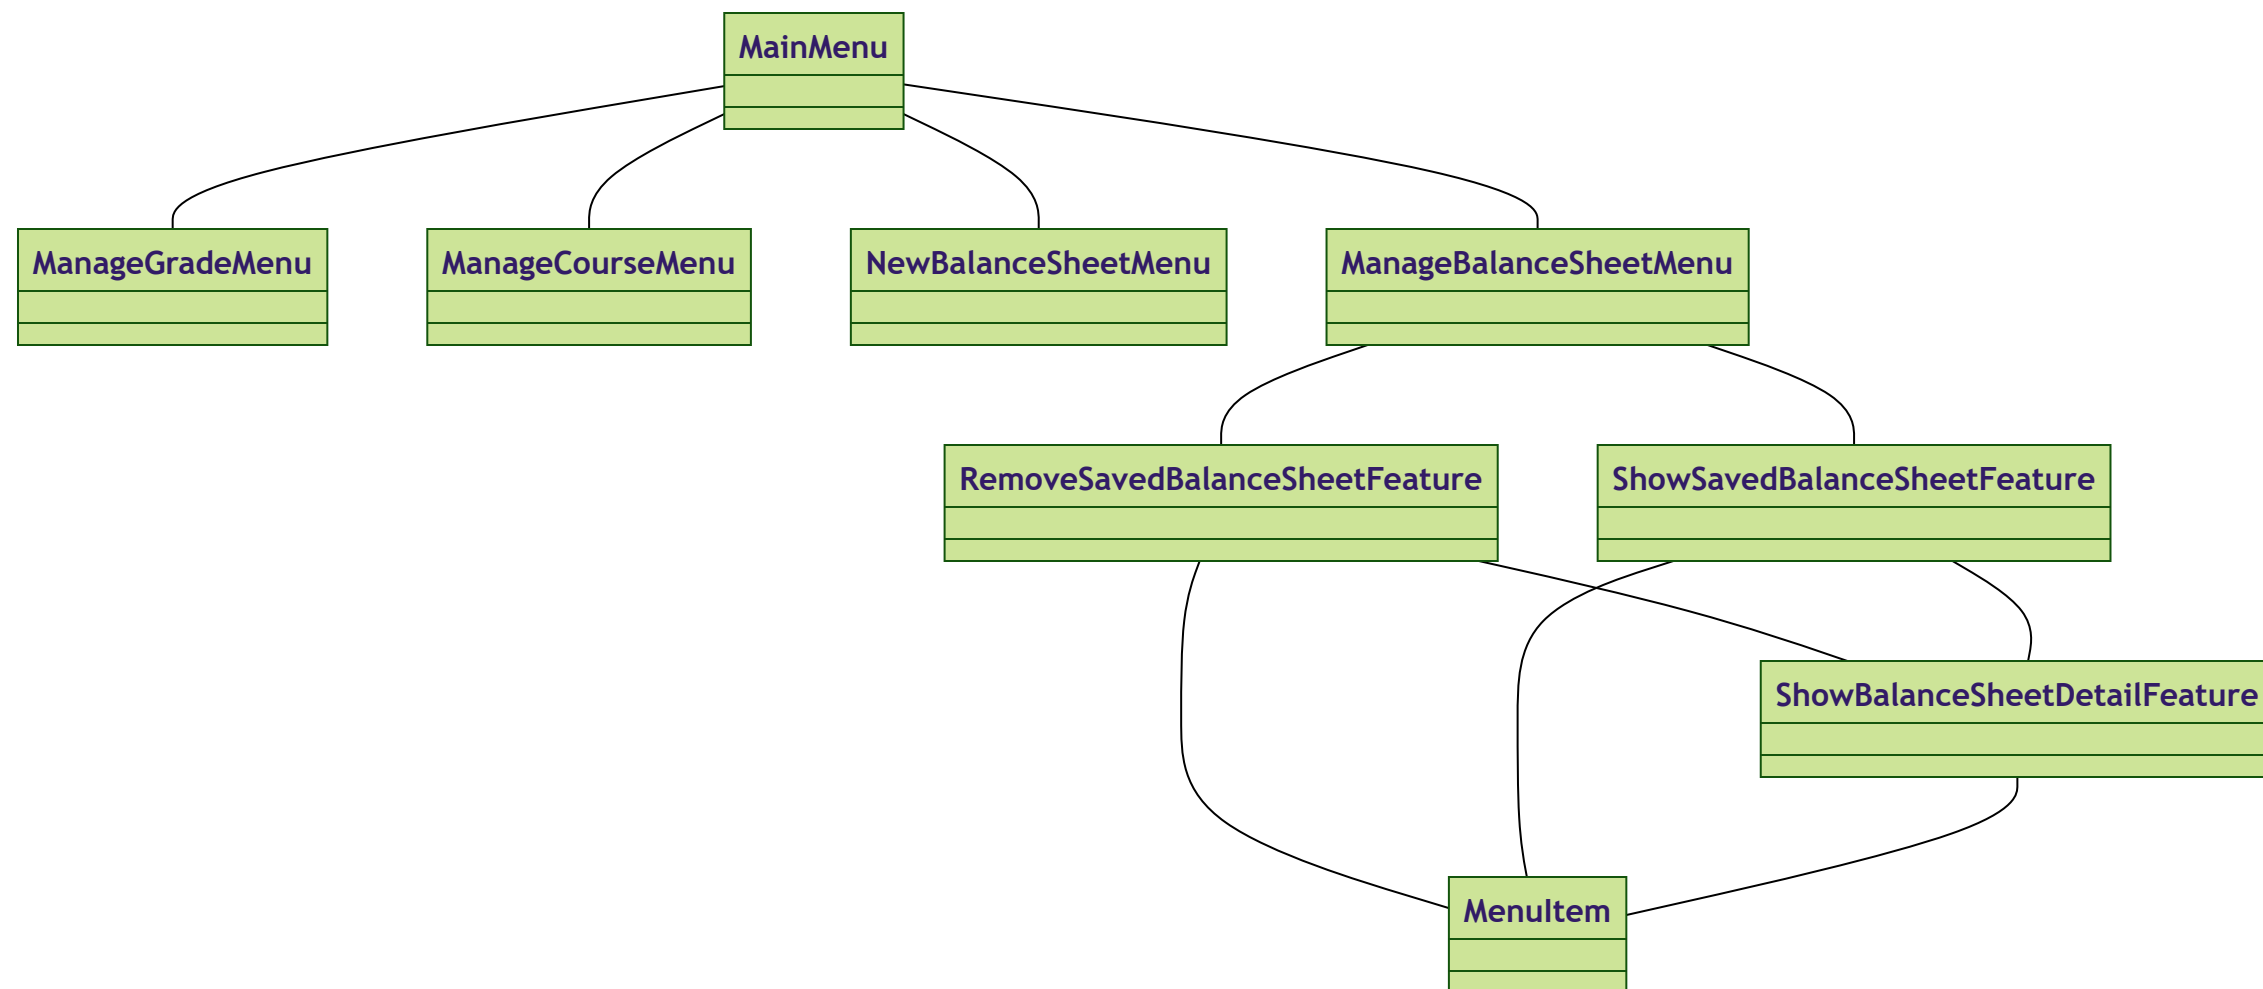 MainMenu
ManageGradeMenu
ManageCourseMenu
NewBalanceSheetMenu
ManageBalanceSheetMenu
RemoveSavedBalanceSheetFeature
ShowSavedBalanceSheetFeature
ShowBalanceSheetDetailFeature
MenuItem